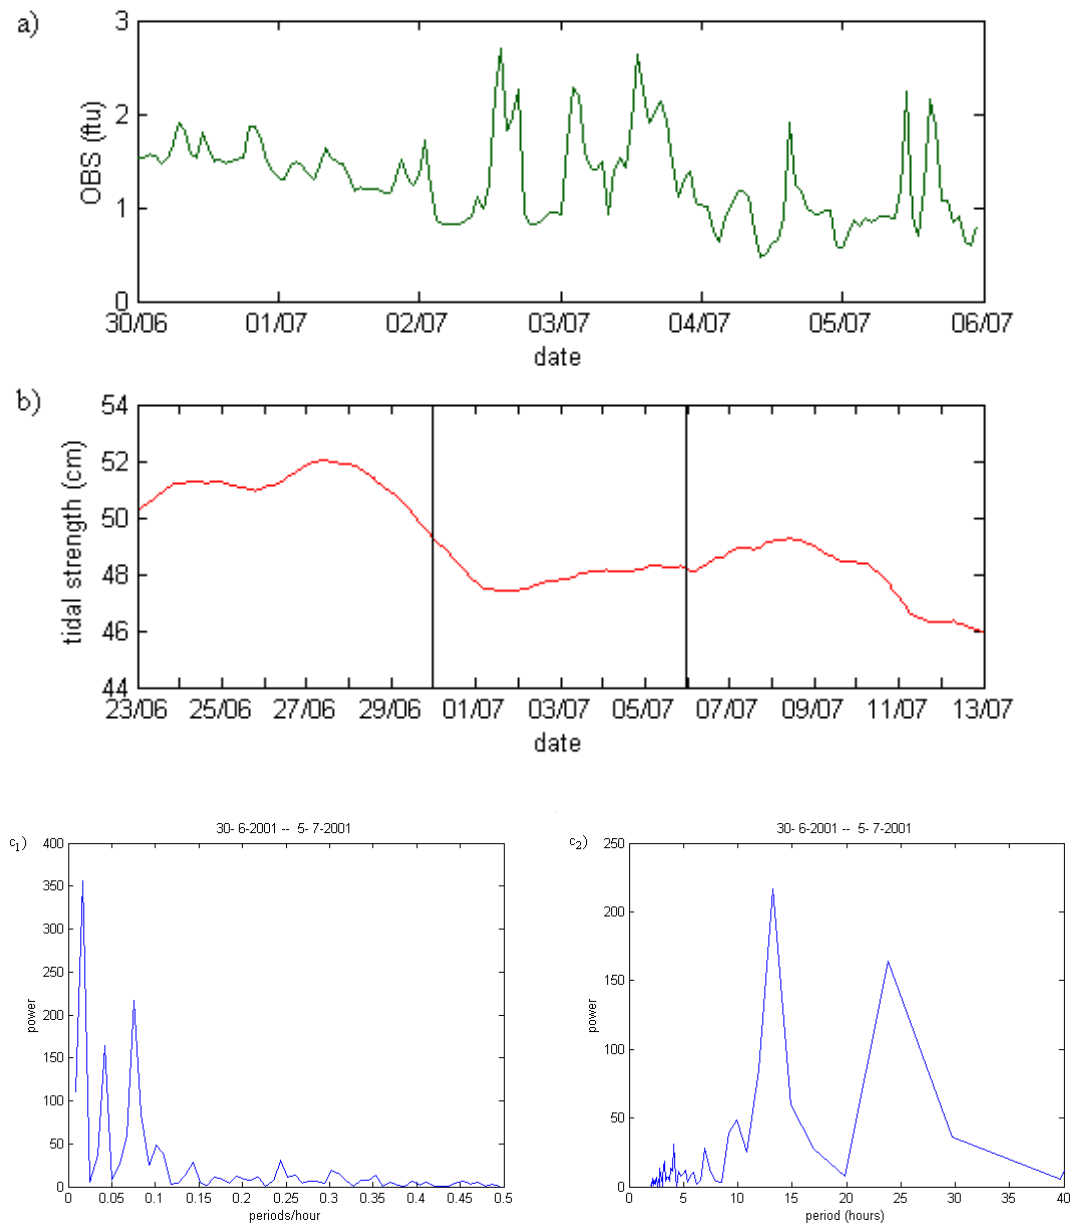 a)
3
2
1
0
OBS (ftu)
30/06 01/07 02/07 03/07 04/07 05/07 06/07
date
b)
54
52
50
48
46
44
tidal strength (cm)
23/06 25/06 27/06 29/06 01/07 03/07 05/07 07/07 09/07 11/07 13/07
date
c1)
30- 6-2001 -- 5- 7-2001
400
350
300
250
200
150
100
50
0
power
0 0.05 0.1 0.15 0.2 0.25 0.3 0.35 0.4 0.45 0.5
periods/hour
c2)
30- 6-2001 -- 5- 7-2001
250
200
150
100
50
0
power
0 5 10 15 20 25 30 35 40
period (hours)